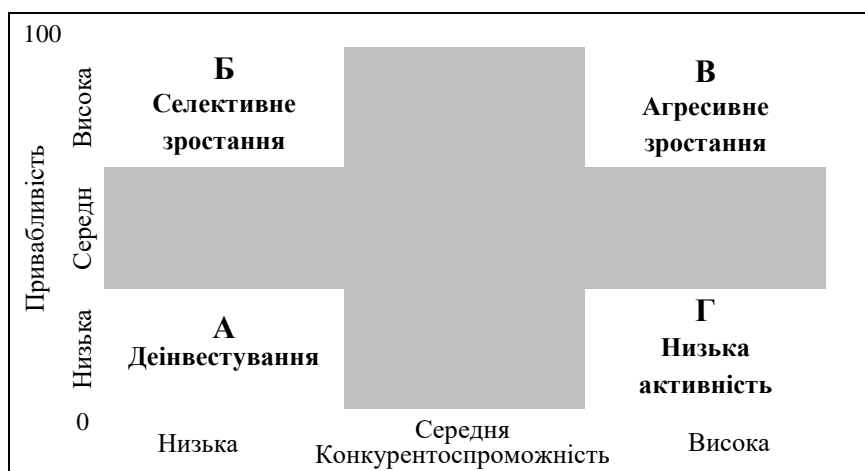 100
Привабливість
Висока
Середн
Низька
Б
Селективне
зростання
В
Агресивне
зростання
А
Деінвестування
Г
Низька
активність
0
Низька
Середня
Висока
Конкурентоспроможність